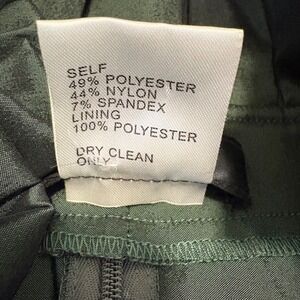 SELF
49% POLYESTER
44% NYLON
7% SPANDEX
LINING
100% POLYESTER
DRY CLEAN
ONLY